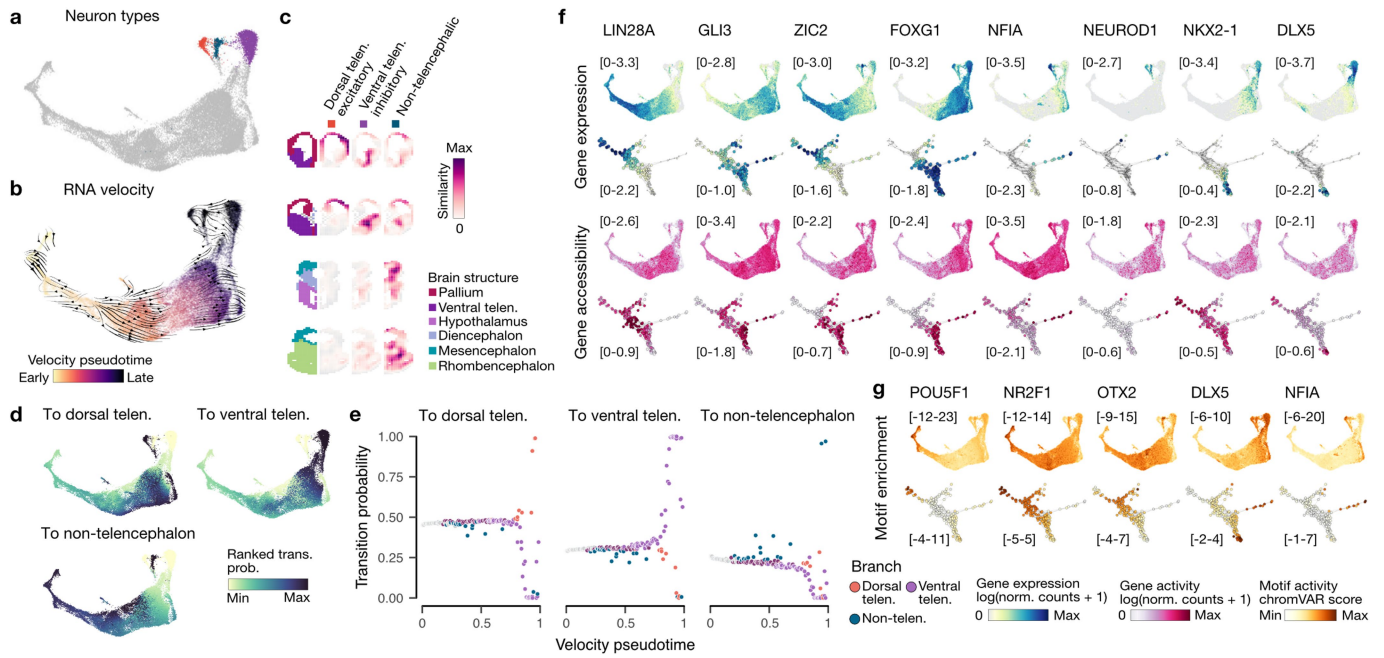 a
Neuron types
b
RNA velocity
Velocity pseudotime
Early
Late
c
Dorsal telen.
excitatory
Ventral telen.
inhibitory
Non-telencephalic
Max
Similarity
0
Brain structure
Pallium
Ventral telen.
Hypothalamus
Diencephalon
Mesencephalon
Rhombencephalon
d
To dorsal telen.
To ventral telen.
To non-telencephalon
Ranked trans.
prob.
Min
Max
e
To dorsal telen.
To ventral telen.
To non-telencephalon
Transition probability
1.00
0.75
0.50
0.25
0.00
0 0.5 1
0 0.5 1
0 0.5 1
Velocity pseudotime
f
LIN28A GLI3 ZIC2 FOXG1 NFIA NEUROD1 NKX2-1 DLX5
Gene expression
[0-3.3] [0-2.8] [0-3.0] [0-3.2] [0-3.5] [0-2.7] [0-3.4] [0-3.7]
[0-2.2] [0-1.0] [0-1.6] [0-1.8] [0-2.3] [0-0.8] [0-0.4] [0-2.2]
Gene accessibility
[0-2.6] [0-3.4] [0-2.2] [0-2.4] [0-3.5] [0-1.8] [0-2.3] [0-2.1]
[0-0.9] [0-1.8] [0-0.7] [0-0.9] [0-2.1] [0-0.6] [0-0.5] [0-0.6]
g
POU5F1 NR2F1 OTX2 DLX5 NFIA
Motif enrichment
[-12-23] [-12-14] [-9-15] [-6-10] [-6-20]
[-4-11] [-5-5] [-4-7] [-2-4] [-1-7]
Branch
Dorsal
telen.
Ventral
telen.
Non-telen.
Gene expression
log(norm. counts + 1)
0
Max
Gene activity
log(norm. counts + 1)
0
Max
Motif activity
chromVAR score
Min
Max